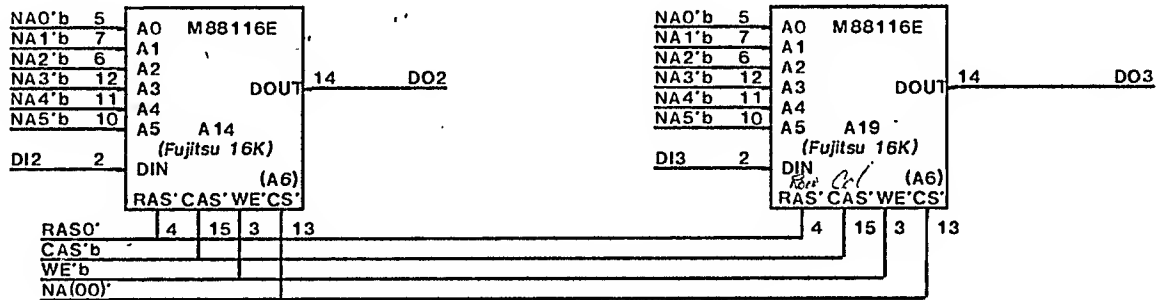 NA0'b 5 A0 M88116E
NA1'b 7 A1
NA2'b 6 A2
NA3'b 12 A3 DOUT 14 DO2
NA4'b 11 A4
NA5'b 10 A5 A14
(Fujitsu 16K)
DI2 2 DIN
(A6)
RAS' CAS' WE' CS'
4 15 3 13
NA0'b 5 A0 M88116E
NA1'b 7 A1
NA2'b 6 A2
NA3'b 12 A3 DOUT 14 DO3
NA4'b 11 A4
NA5'b 10 A5 A19
(Fujitsu 16K)
DI3 2 DIN
Row Col (A6)
RAS' CAS' WE' CS'
4 15 3 13
RAS0'
CAS'b
WE'b
NA(00)'